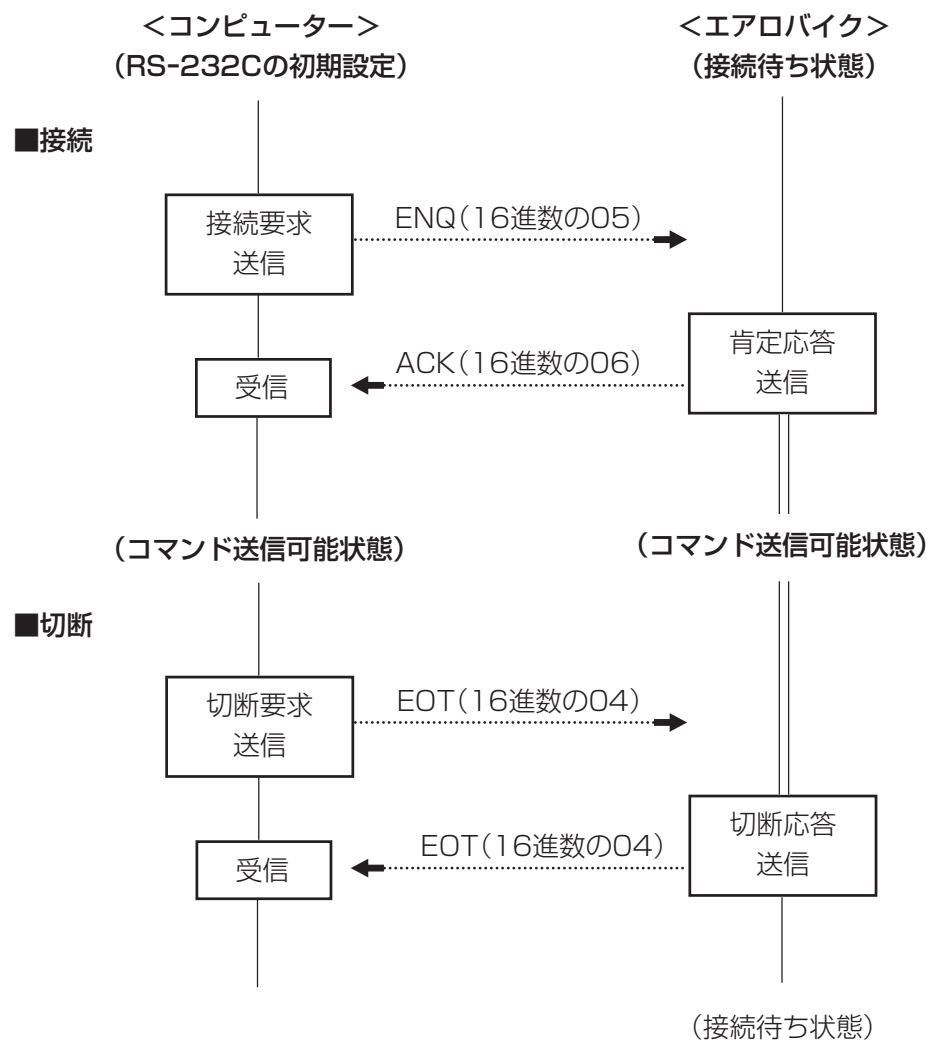 ＜コンピューター＞
（RS-232Cの初期設定）
＜エアロバイク＞
（接続待ち状態）
■接続
接続要求
送信
ENQ（16進数の05）
肯定応答
送信
ACK（16進数の06）
受信
（コマンド送信可能状態）
（コマンド送信可能状態）
■切断
切断要求
送信
EOT（16進数の04）
切断応答
送信
EOT（16進数の04）
受信
（接続待ち状態）